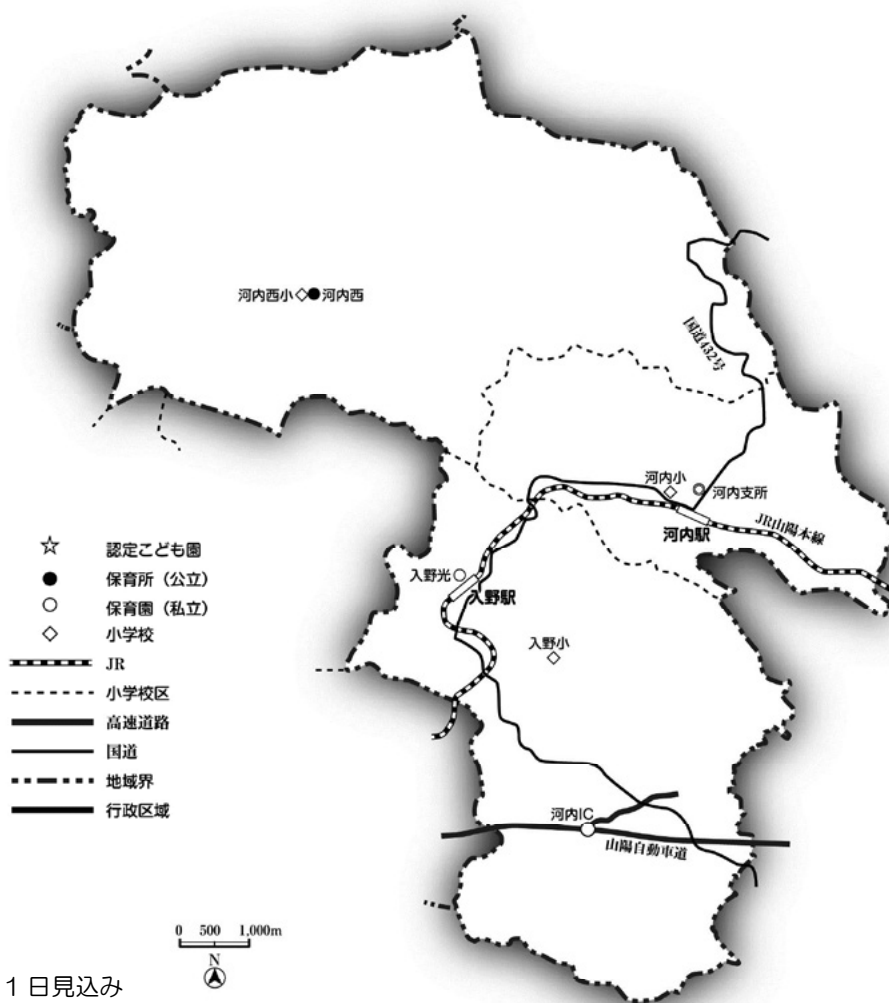 河内西小
河内西
国道432号
河内小
河内支所
河内駅
JR山陽本線
入野光
入野駅
入野小
河内IC
山陽自動車道
認定こども園
保育所（公立）
保育園（私立）
小学校
JR
小学校区
高速道路
国道
地域界
行政区域
0 500 1,000m
N
1 日見込み